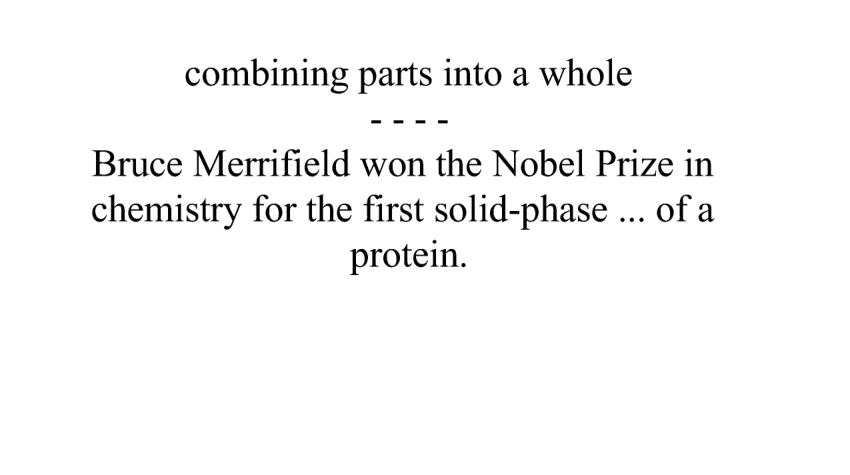 combining parts into a whole
- - - -
Bruce Merrifield won the Nobel Prize in
chemistry for the first solid-phase ... of a
protein.